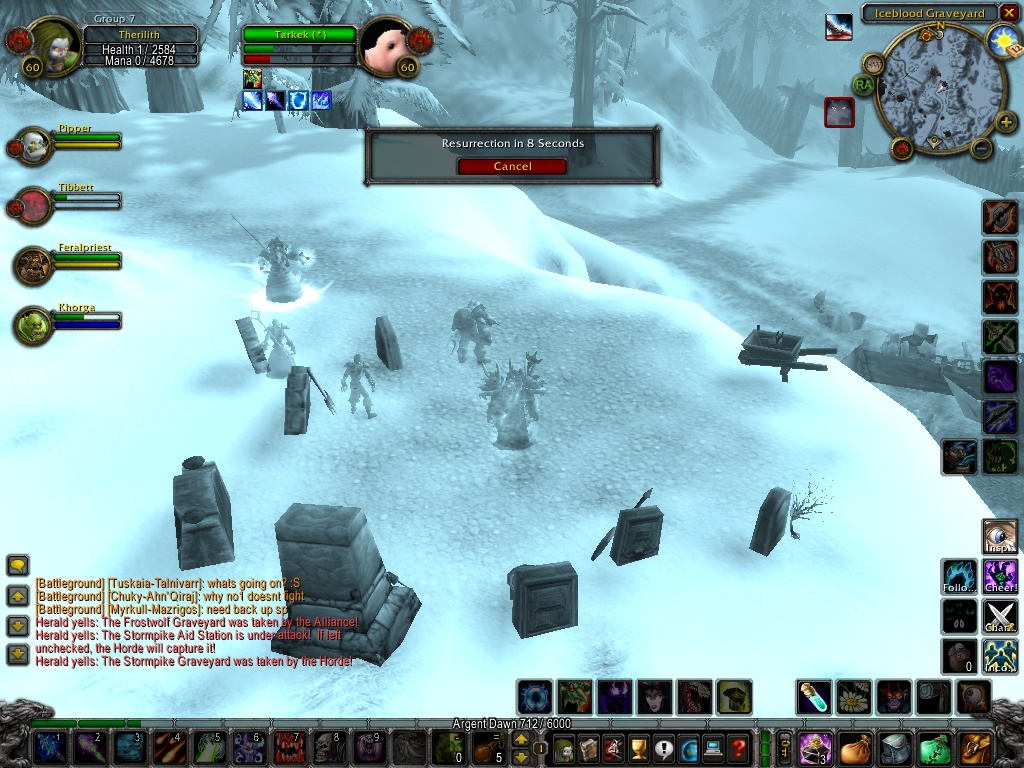 Group 7
Therilith
Health 1 / 2584
Mana 0 / 4678
60
Tarkek (*)
60
Iceblood Graveyard
N
RA
Pipper
Tibbett
Feralpriest
Khorga
Resurrection in 8 Seconds
Cancel
[Battleground] [Tuskaia-Talnivarr]: whats going on? :S
[Battleground] [Chuky-Ahn'Qiraj]: why no1 doesnt fight
[Battleground] [Myrkull-Mazrigos]: need back up sp
Herald yells: The Frostwolf Graveyard was taken by the Alliance!
Herald yells: The Stormpike Aid Station is under attack! If left
unchecked, the Horde will capture it!
Herald yells: The Stormpike Graveyard was taken by the Horde!
Insp...
Follo...
Cheer!
Char...
0
Inco...
Argent Dawn 712 / 6000
1 2 3 4 5 6 7 8 9 - =
0 5 1 3